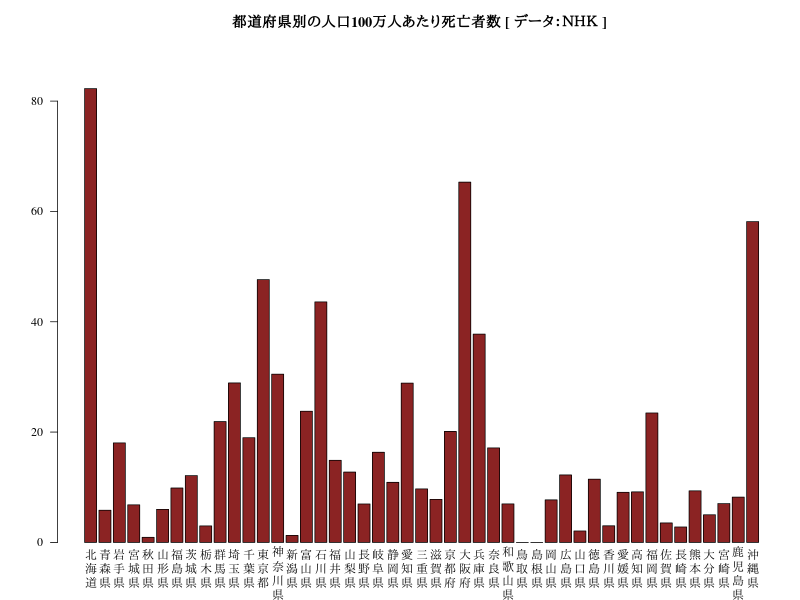 都道府県別の人口100万人あたり死亡者数 [ データ：NHK ]
80
60
40
20
0
北海道
青森県
岩手県
宮城県
秋田県
山形県
福島県
茨城県
栃木県
群馬県
埼玉県
千葉県
東京都
神奈川県
新潟県
富山県
石川県
福井県
山梨県
長野県
岐阜県
静岡県
愛知県
三重県
滋賀県
京都府
大阪府
兵庫県
奈良県
和歌山県
鳥取県
島根県
岡山県
広島県
山口県
徳島県
香川県
愛媛県
高知県
福岡県
佐賀県
長崎県
熊本県
大分県
宮崎県
鹿児島県
沖縄県